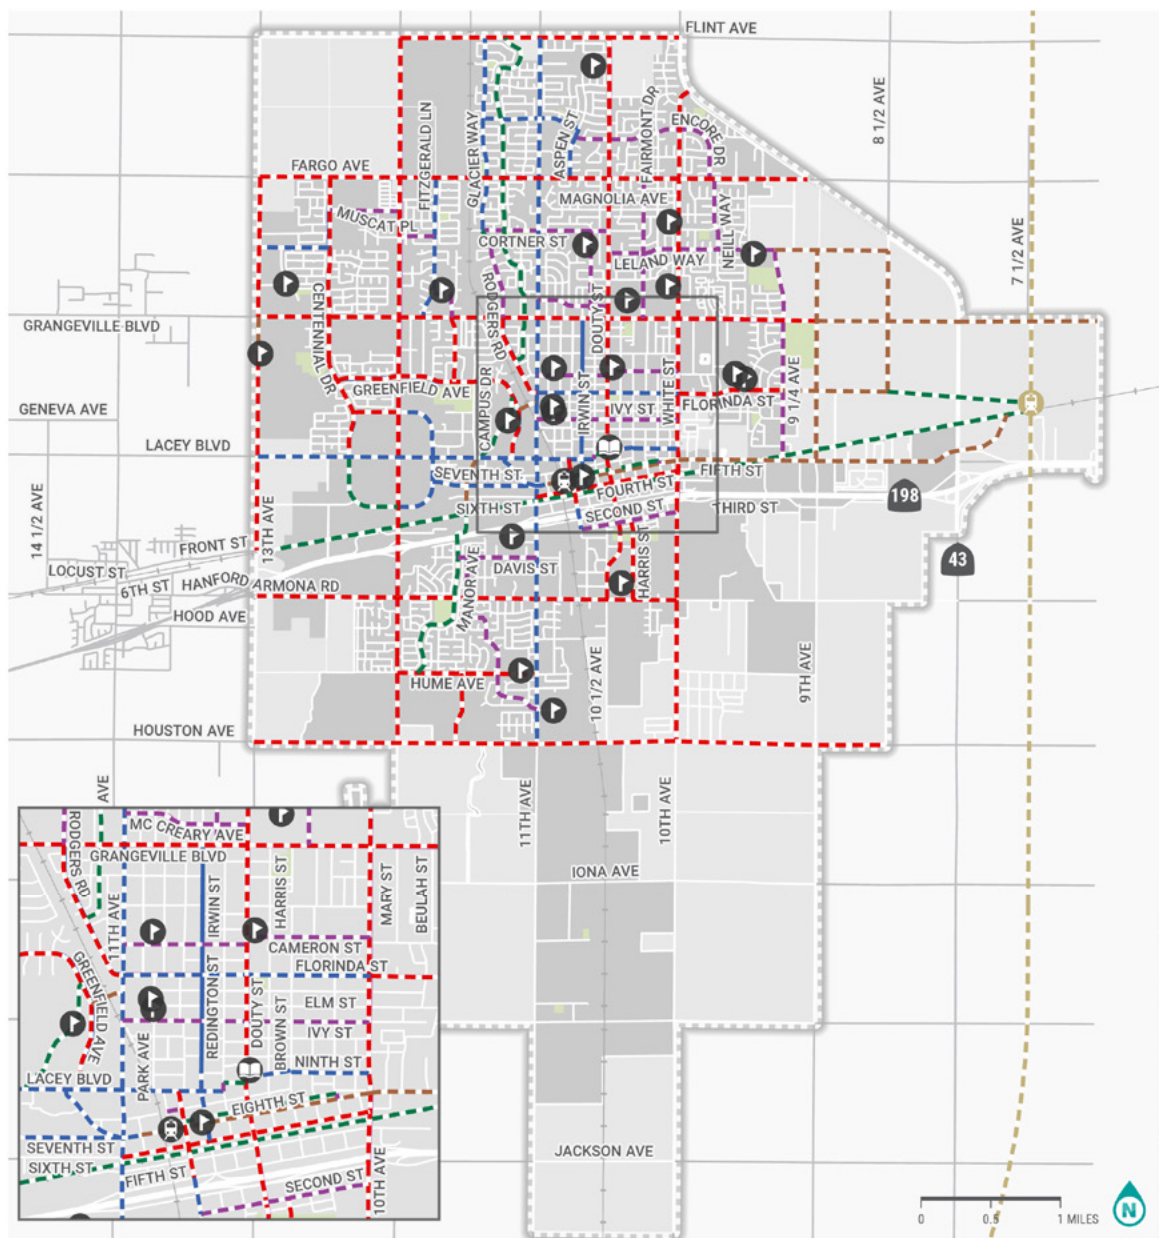 FLINT AVE
8 1/2 AVE
FITZGERALD LN
GLACIER WAY
ASPEN ST
FAIRMONT DR
ENCORE DR
FARGO AVE
MAGNOLIA AVE
MUSCAT PL
CORTNER ST
NEILL WAY
7 1/2 AVE
LELAND WAY
RODGERS RD
CENTENNIAL DR
DOUTY ST
GRANGEVILLE BLVD
GREENFIELD AVE
CAMPUS DR
IRWIN ST
WHITE ST
9 1/4 AVE
GENEVA AVE
IVY ST
FLORINDA ST
LACEY BLVD
SEVENTH ST
FIFTH ST
FOURTH ST
198
14 1/2 AVE
13TH AVE
SIXTH ST
SECOND ST
THIRD ST
FRONT ST
43
LOCUST ST
6TH ST
HANFORD ARMONA RD
DAVIS ST
HARRIS ST
MANOR AVE
HOOD AVE
10 1/2 AVE
9TH AVE
HUME AVE
HOUSTON AVE
11TH AVE
10TH AVE
IONA AVE
JACKSON AVE
AVE
RODGERS RD
MC CREARY AVE
GRANGEVILLE BLVD
11TH AVE
IRWIN ST
HARRIS ST
MARY ST
BEULAH ST
CAMERON ST
FLORINDA ST
GREENFIELD AVE
REDINGTON ST
DOUTY ST
BROWN ST
ELM ST
IVY ST
PARK AVE
NINTH ST
LACEY BLVD
EIGHTH ST
SEVENTH ST
SIXTH ST
FIFTH ST
SECOND ST
10TH AVE
0 0.5 1 MILES
N